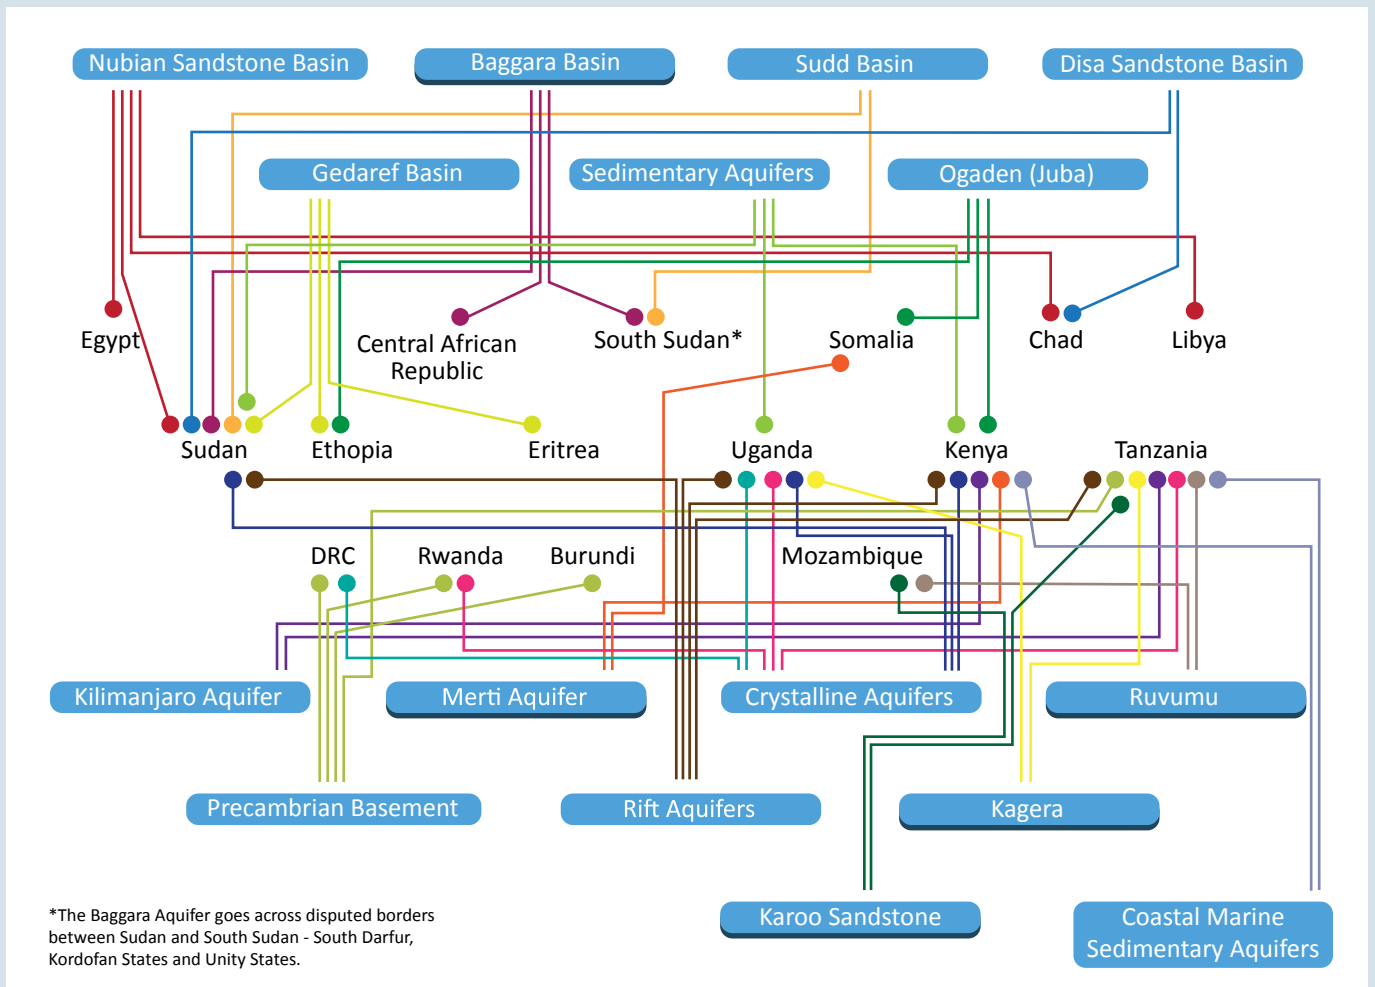 Nubian Sandstone Basin
Baggara Basin
Sudd Basin
Disa Sandstone Basin
Gedaref Basin
Sedimentary Aquifers
Ogaden (Juba)
Egypt
Central African
Republic
South Sudan*
Somalia
Chad
Libya
Sudan
Ethopia
Eritrea
Uganda
Kenya
Tanzania
DRC
Rwanda
Burundi
Mozambique
Kilimanjaro Aquifer
Merti Aquifer
Crystalline Aquifers
Ruvumu
Precambrian Basement
Rift Aquifers
Kagera
Karoo Sandstone
Coastal Marine
Sedimentary Aquifers
*The Baggara Aquifer goes across disputed borders
between Sudan and South Sudan - South Darfur,
Kordofan States and Unity States.